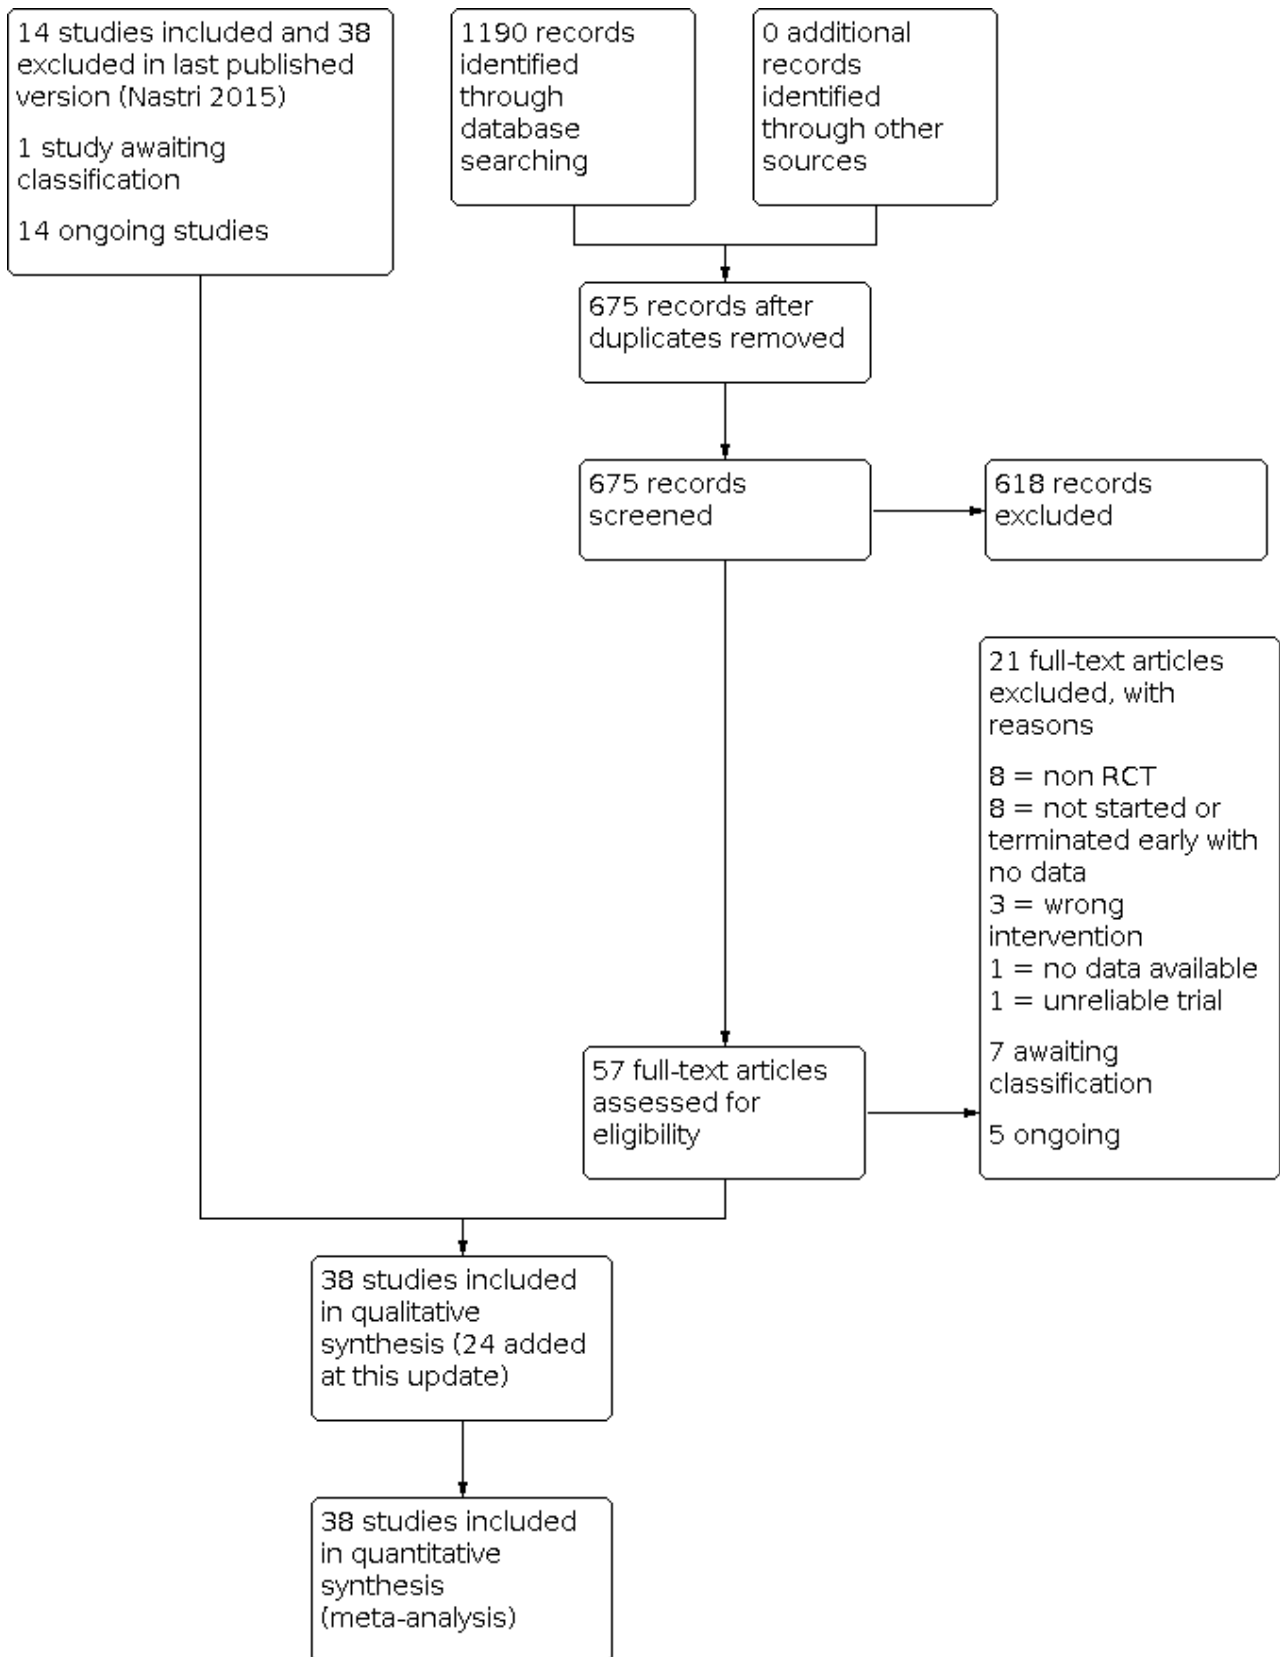 14 studies included and 38
excluded in last published
version (Nastri 2015)
1 study awaiting
classification
14 ongoing studies
1190 records
identified
through
database
searching
0 additional
records
identified
through other
sources
675 records after
duplicates removed
675 records
screened
618 records
excluded
57 full-text articles
assessed for
eligibility
21 full-text articles
excluded, with
reasons
8 = non RCT
8 = not started or
terminated early with
no data
3 = wrong
intervention
1 = no data available
1 = unreliable trial
7 awaiting
classification
5 ongoing
38 studies included
in qualitative
synthesis (24 added
at this update)
38 studies included
in quantitative
synthesis
(meta-analysis)